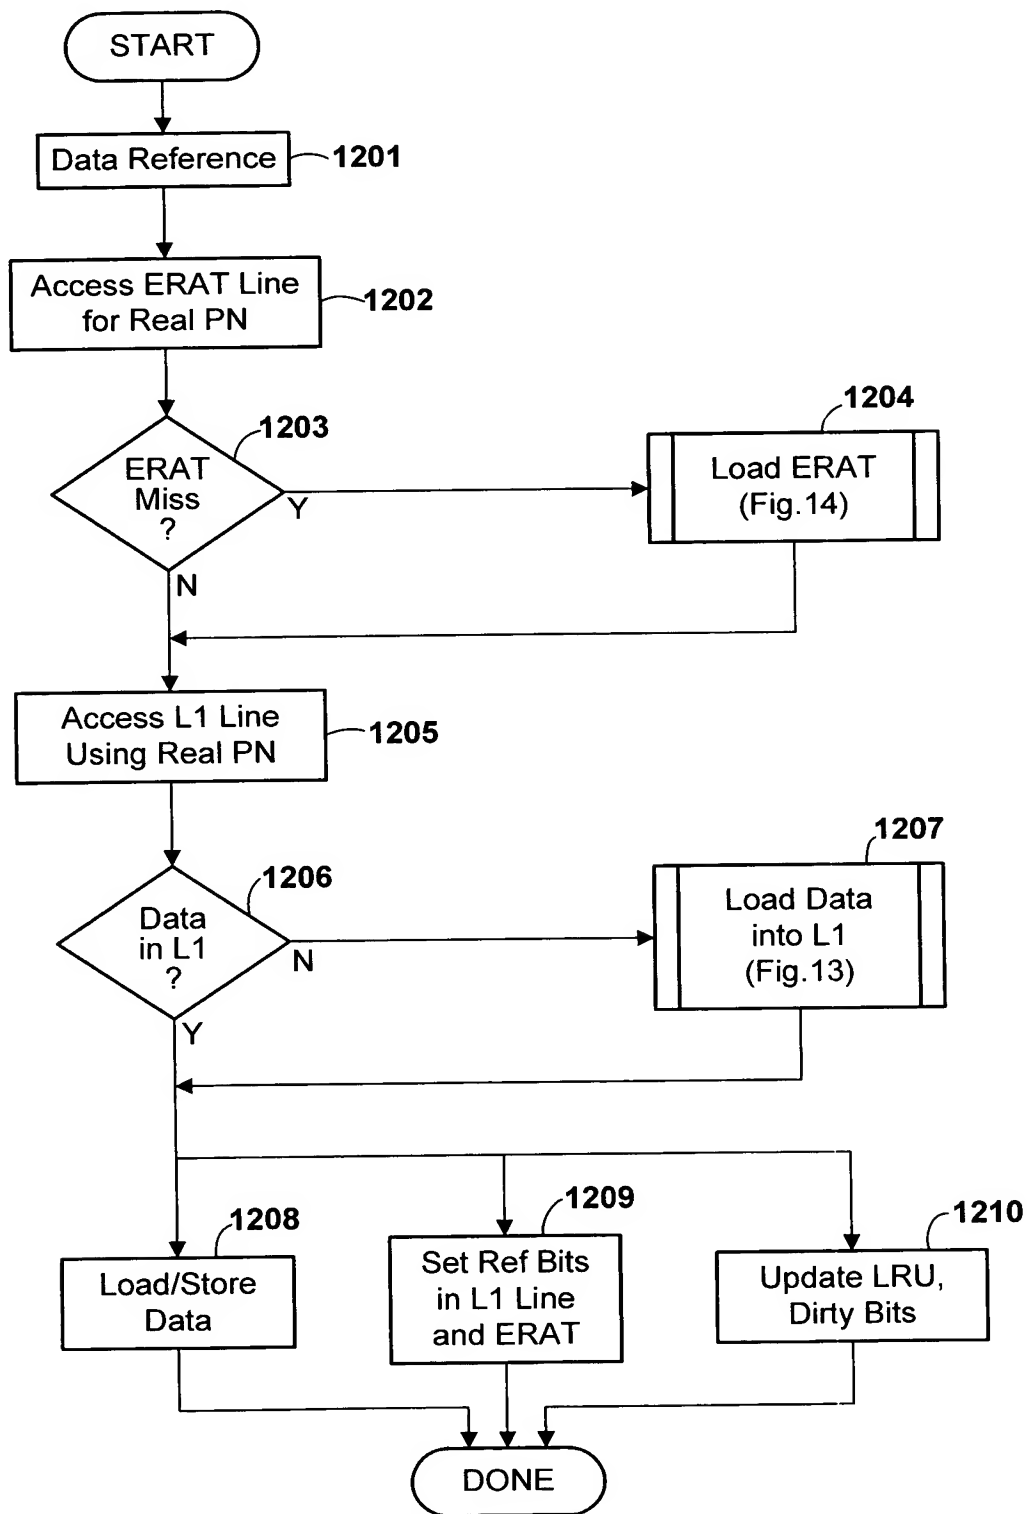 START
Data Reference
1201
Access ERAT Line
for Real PN
1202
1203
ERAT
Miss
?
Y
N
1204
Load ERAT
(Fig.14)
Access L1 Line
Using Real PN
1205
1206
Data
in L1
?
N
Y
1207
Load Data
into L1
(Fig.13)
1208
Load/Store
Data
1209
Set Ref Bits
in L1 Line
and ERAT
1210
Update LRU,
Dirty Bits
DONE